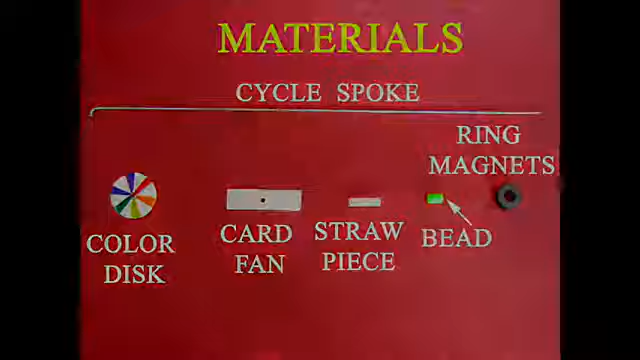 MATERIALS
CYCLE SPOKE
RING
MAGNETS
COLOR
DISK
CARD
FAN
STRAW
PIECE
BEAD